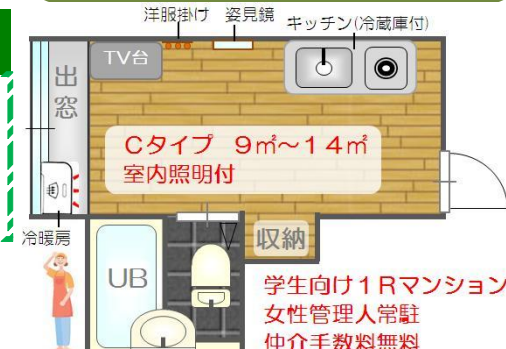 洋服掛け 姿見鏡 キッチン(冷蔵庫付)
TV台
出窓
Cタイプ 9㎡～14㎡
室内照明付
冷暖房
収納
UB
学生向け1Rマンション
女性管理人常駐
仲介手数料無料